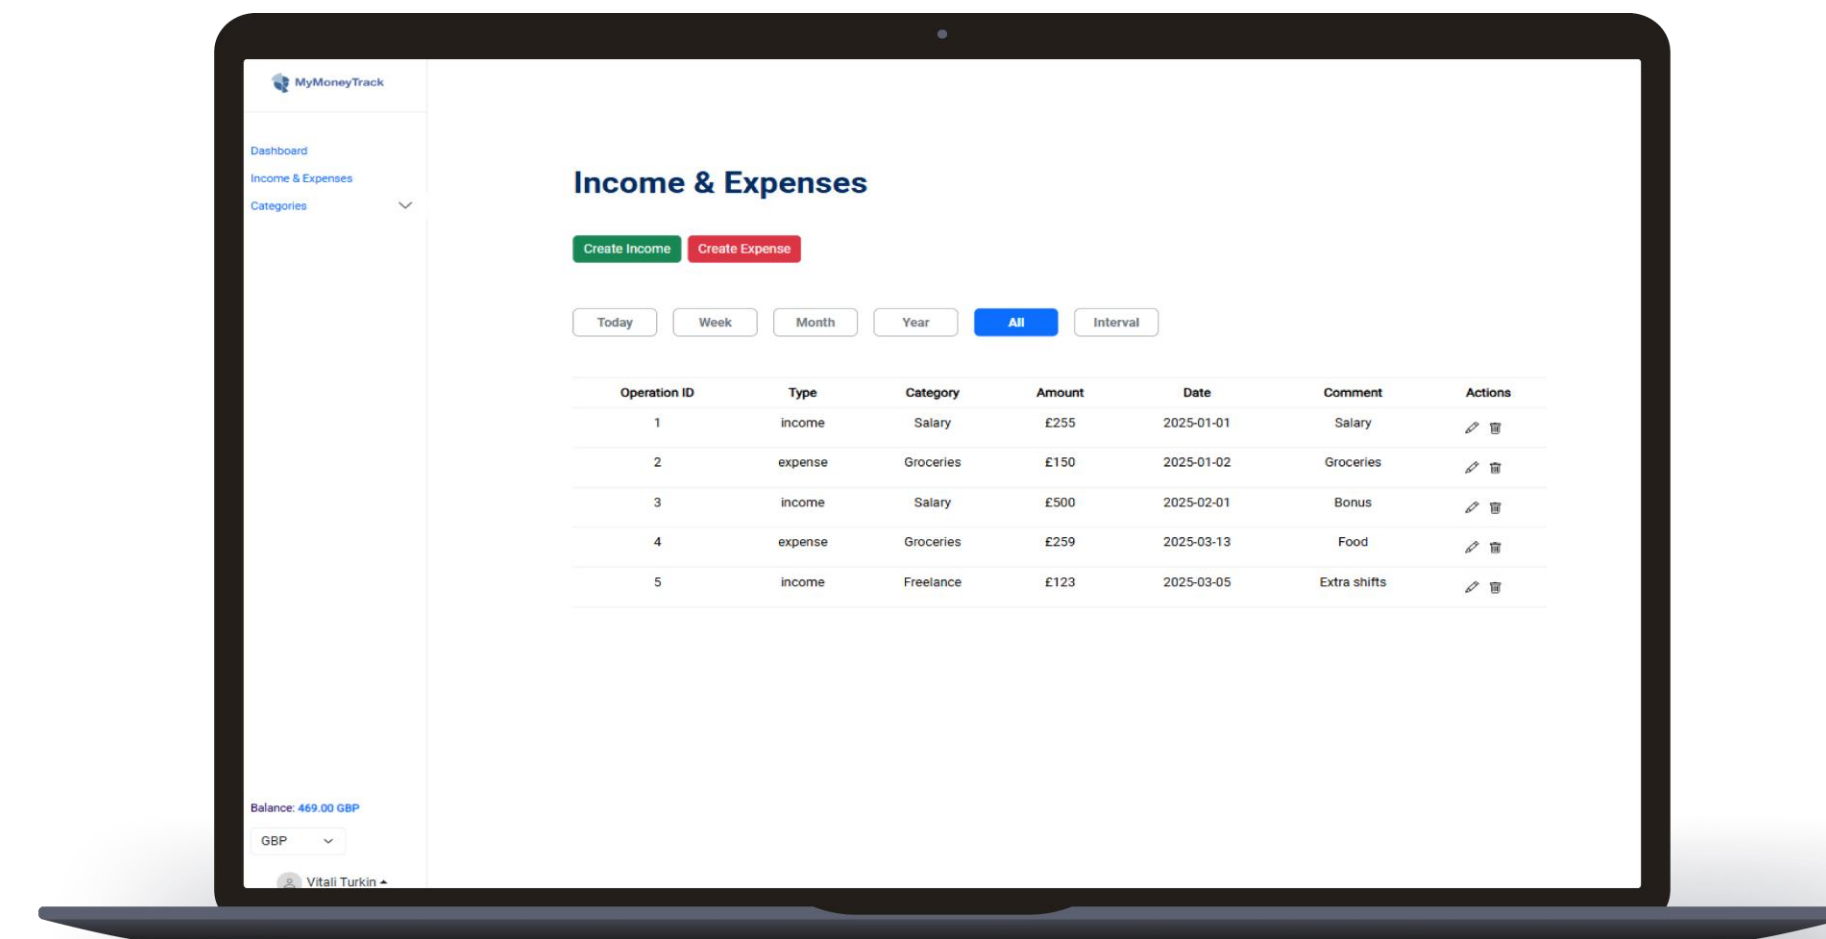 MyMoneyTrack
Dashboard
Income & Expenses
Categories
Balance: 469.00 GBP
GBP
Vitali Turkin
Income & Expenses
Create Income Create Expense
Today Week Month Year All Interval
Operation ID Type Category Amount Date Comment Actions
1 income Salary £255 2025-01-01 Salary
2 expense Groceries £150 2025-01-02 Groceries
3 income Salary £500 2025-02-01 Bonus
4 expense Groceries £259 2025-03-13 Food
5 income Freelance £123 2025-03-05 Extra shifts